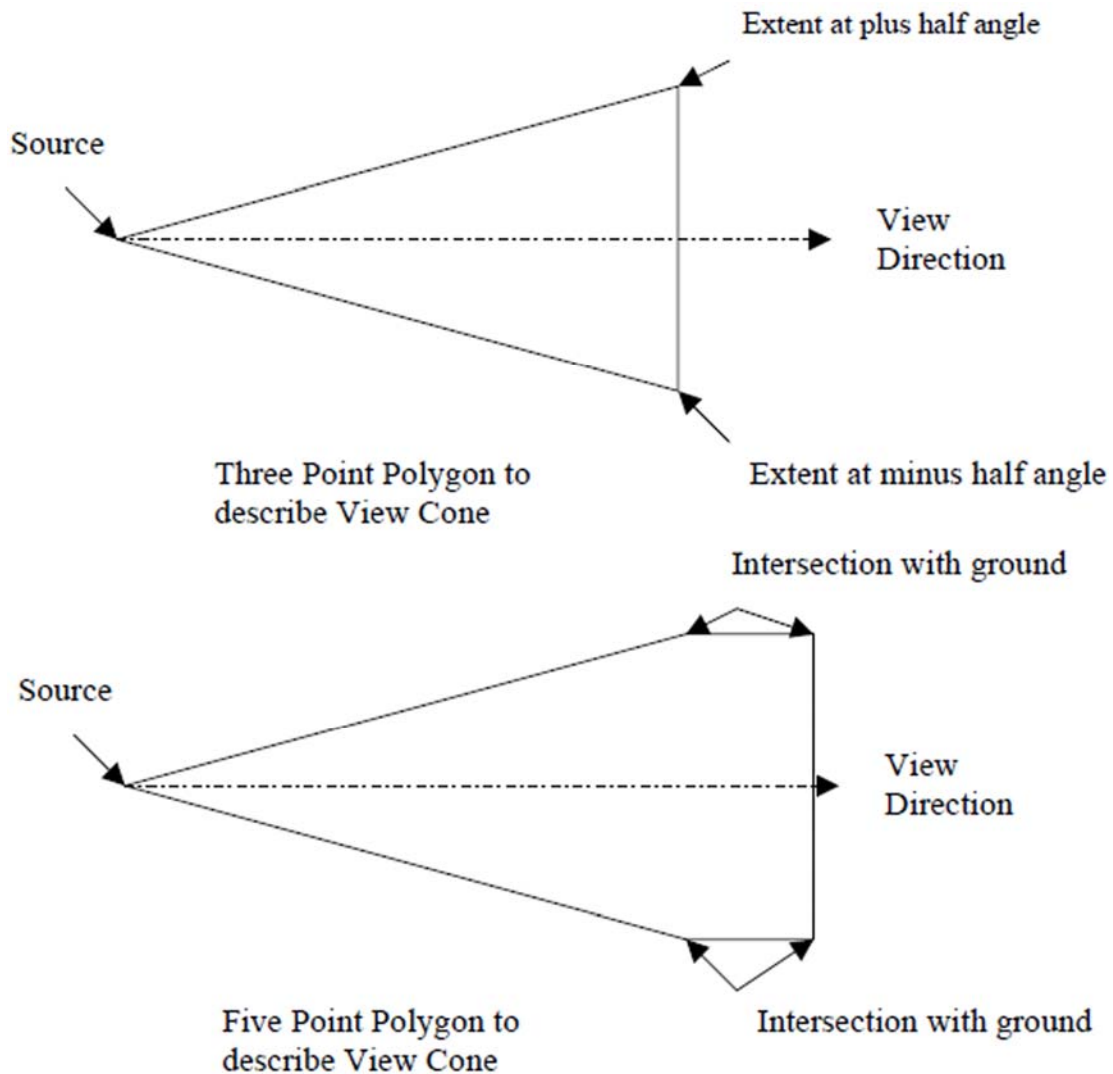 Extent at plus half angle
Source
View
Direction
Three Point Polygon to
describe View Cone
Extent at minus half angle
Intersection with ground
Source
View
Direction
Five Point Polygon to
describe View Cone
Intersection with ground